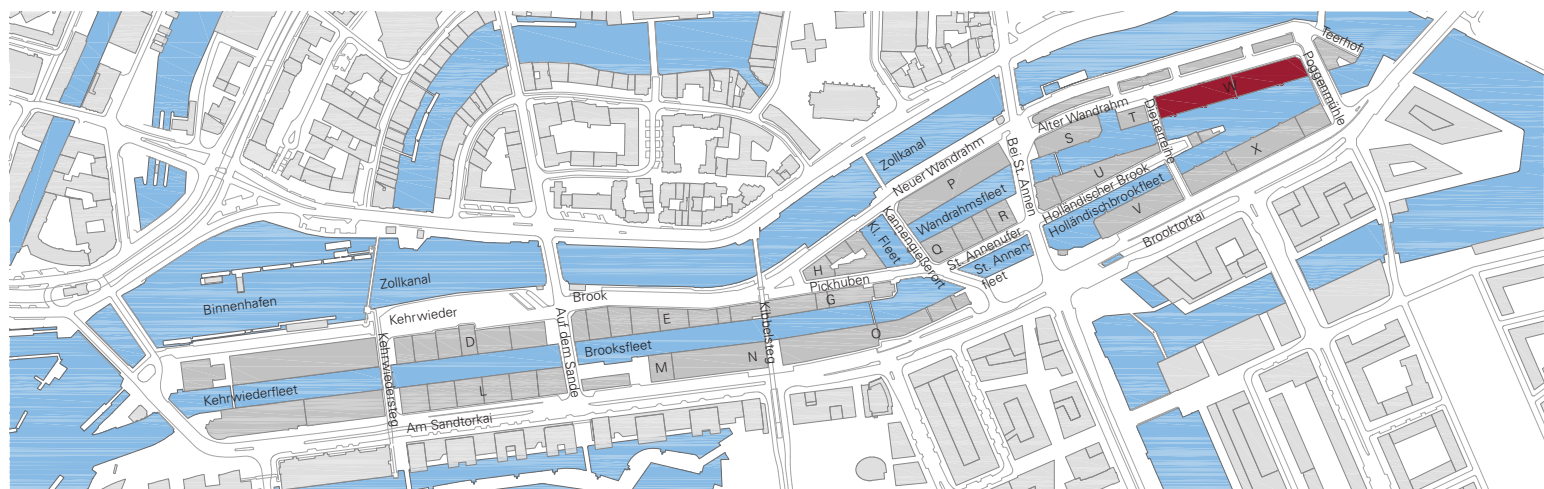 Teerhof
Poggenmühle
W
Alter Wandrahm
T
Dienerreihe
S
Zollkanal
Neuer Wandrahm
Bei St. Annen
X
U
P
Holländischer Brook
Holländischbrookfleet
V
Wandrahmsfleet
R
Kannengießerort
Kl. Fleet
Q
St. Annenufer
St. Annen-
fleet
Brooktorkai
H
Pickhuben
G
Zollkanal
Binnenhafen
Brook
Kehrwieder
E
Kibbelsteg
O
D
Auf dem Sande
Brooksfleet
N
M
Kehrwiedersteg
Kehrwiederfleet
L
Am Sandtorkai